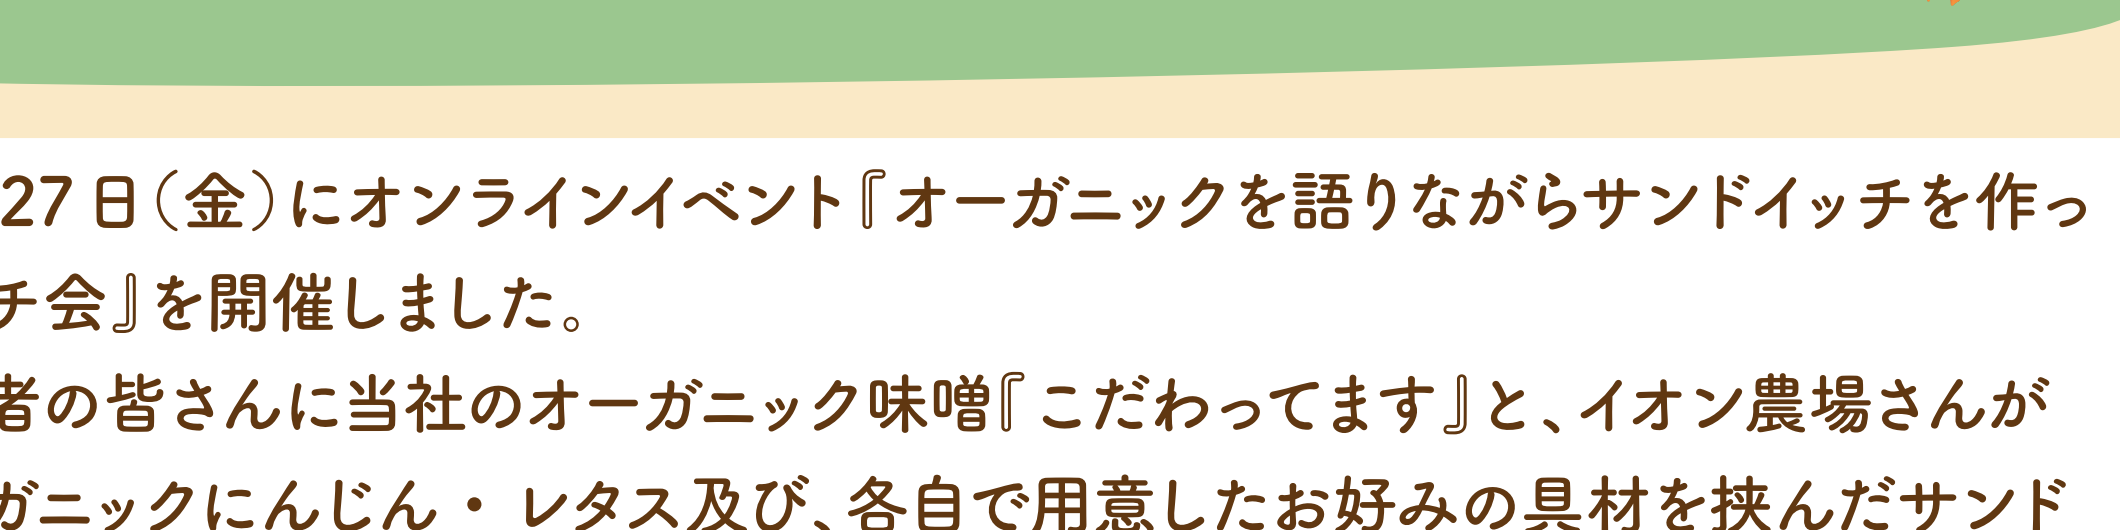 27 日（金）にオンラインイベント『オーガニックを語りながらサンドイッチを作っ
チ会』を開催しました。
者の皆さんに当社のオーガニック味噌『こだわってます』と、イオン農場さんが
ガニックにんじん・レタス及び、各自で用意したお好みの具材を挟んだサンド